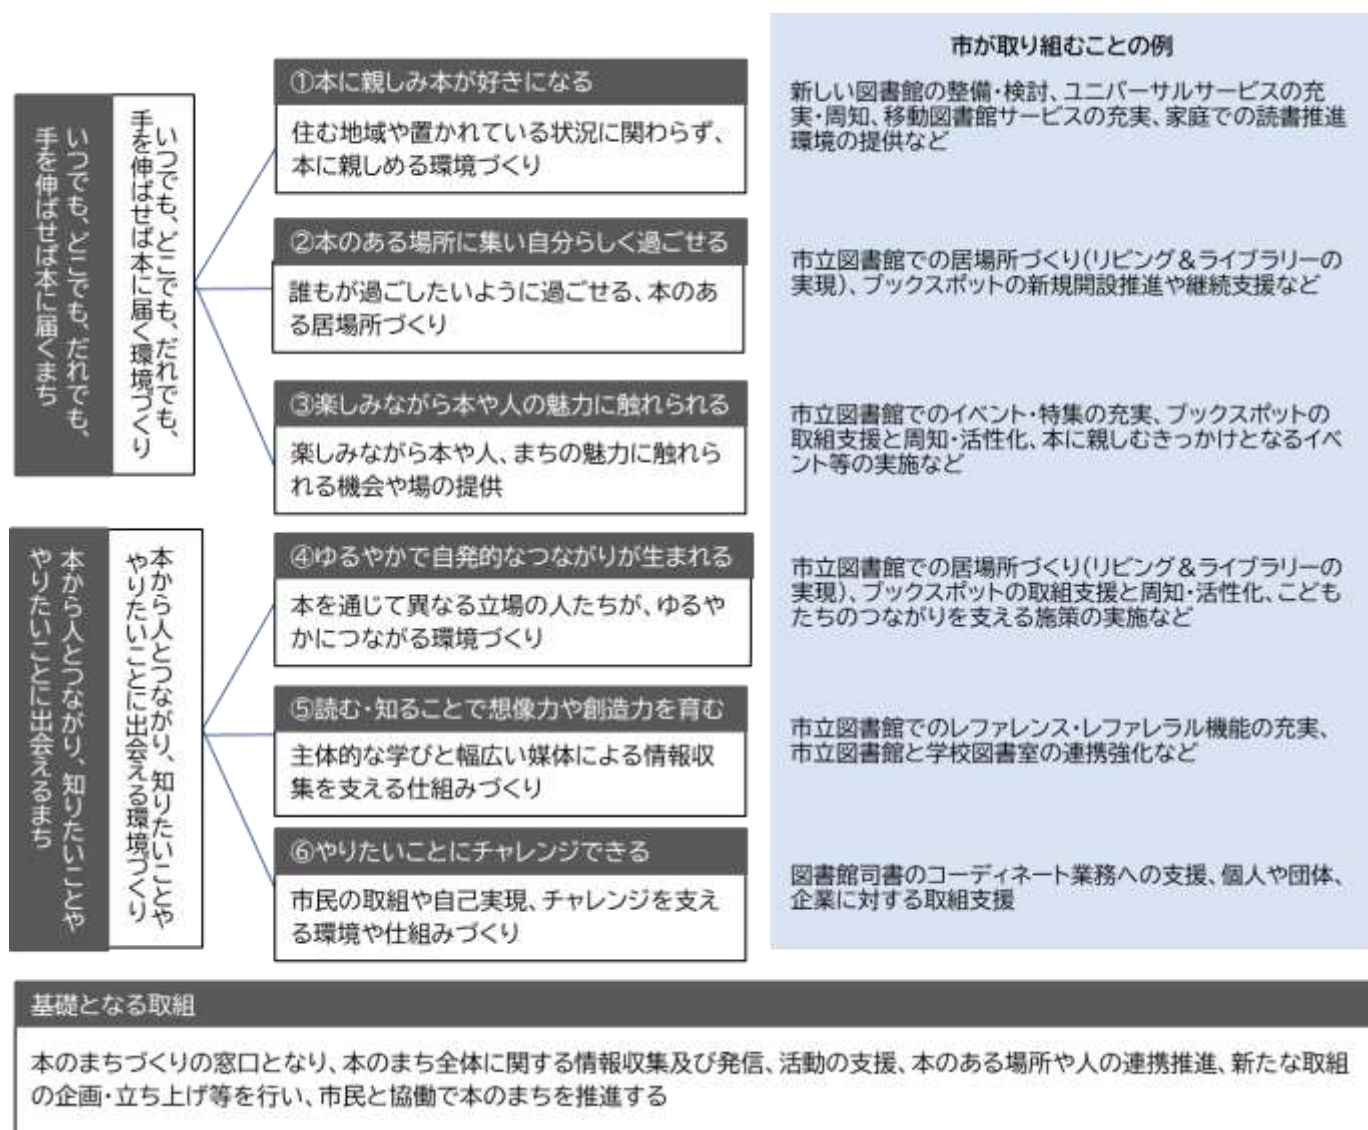 市が取り組むことの例
いつでも、どこでも、だれでも、
手を伸ばせば本に届くまち
いつでも、どこでも、だれでも、
手を伸ばせば本に届く環境づくり
①本に親しみ本が好きになる
住む地域や置かれている状況に関わらず、
本に親しめる環境づくり
新しい図書館の整備・検討、ユニバーサルサービスの充
実・周知、移動図書館サービスの充実、家庭での読書推進
環境の提供など
②本のある場所に集い自分らしく過ごせる
誰もが過ごしたいように過ごせる、本のあ
る居場所づくり
市立図書館での居場所づくり(リビング&ライブラリーの
実現)、ブックスポットの新規開設推進や継続支援など
③楽しみながら本や人の魅力に触れられる
楽しみながら本や人、まちの魅力に触れら
れる機会や場の提供
市立図書館でのイベント・特集の充実、ブックスポットの
取組支援と周知・活性化、本に親しむきっかけとなるイベ
ント等の実施など
本から人とつながり、知りたいことや
やりたいことに出会えるまち
本から人とつながり、知りたいことや
やりたいことに出会える環境づくり
④ゆるやかで自発的なつながりが生まれる
本を通じて異なる立場の人たちが、ゆるや
かにつながる環境づくり
市立図書館での居場所づくり(リビング&ライブラリーの
実現)、ブックスポットの取組支援と周知・活性化、こども
たちのつながりを支える施策の実施など
⑤読む・知ることで想像力や創造力を育む
主体的な学びと幅広い媒体による情報収
集を支える仕組みづくり
市立図書館でのレファレンス・レファレラル機能の充実、
市立図書館と学校図書室の連携強化など
⑥やりたいことにチャレンジできる
市民の取組や自己実現、チャレンジを支え
る環境や仕組みづくり
図書館司書のコーディネート業務への支援、個人や団体、
企業に対する取組支援
基礎となる取組
本のまちづくりの窓口となり、本のまち全体に関する情報収集及び発信、活動の支援、本のある場所や人の連携推進、新たな取組
の企画・立ち上げ等を行い、市民と協働で本のまちを推進する